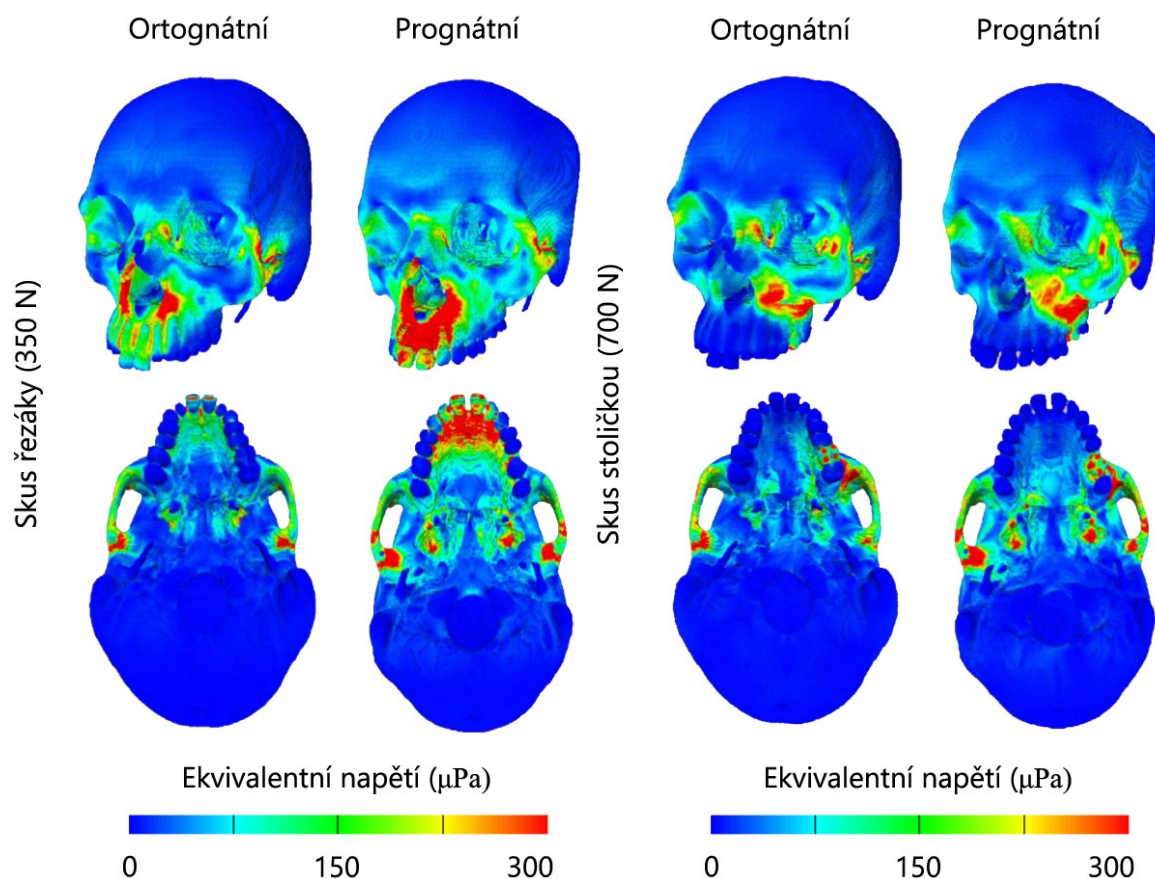 Ortognátní
Prognátní
Ortognátní
Prognátní
Skus řezáky (350 N)
Skus stoličkou (700 N)
Ekvivalentní napětí (μPa)
0
150
300
Ekvivalentní napětí (μPa)
0
150
300